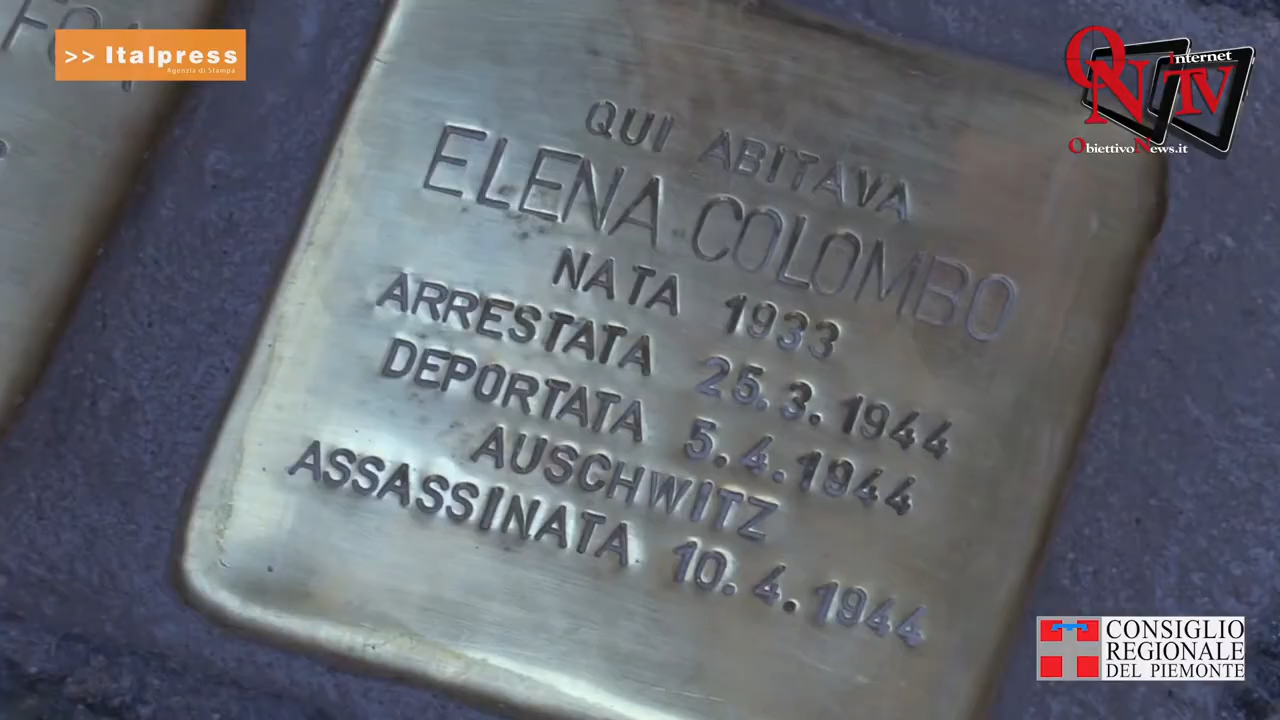 >> Italpress
Agenzia di Stampa
QN internet TV
ObiettivoNews.it
QUI ABITAVA
ELENA COLOMBO
NATA 1933
ARRESTATA 25.3.1944
DEPORTATA 5.4.1944
AUSCHWITZ
ASSASSINATA 10.4.1944
CONSIGLIO
REGIONALE
DEL PIEMONTE